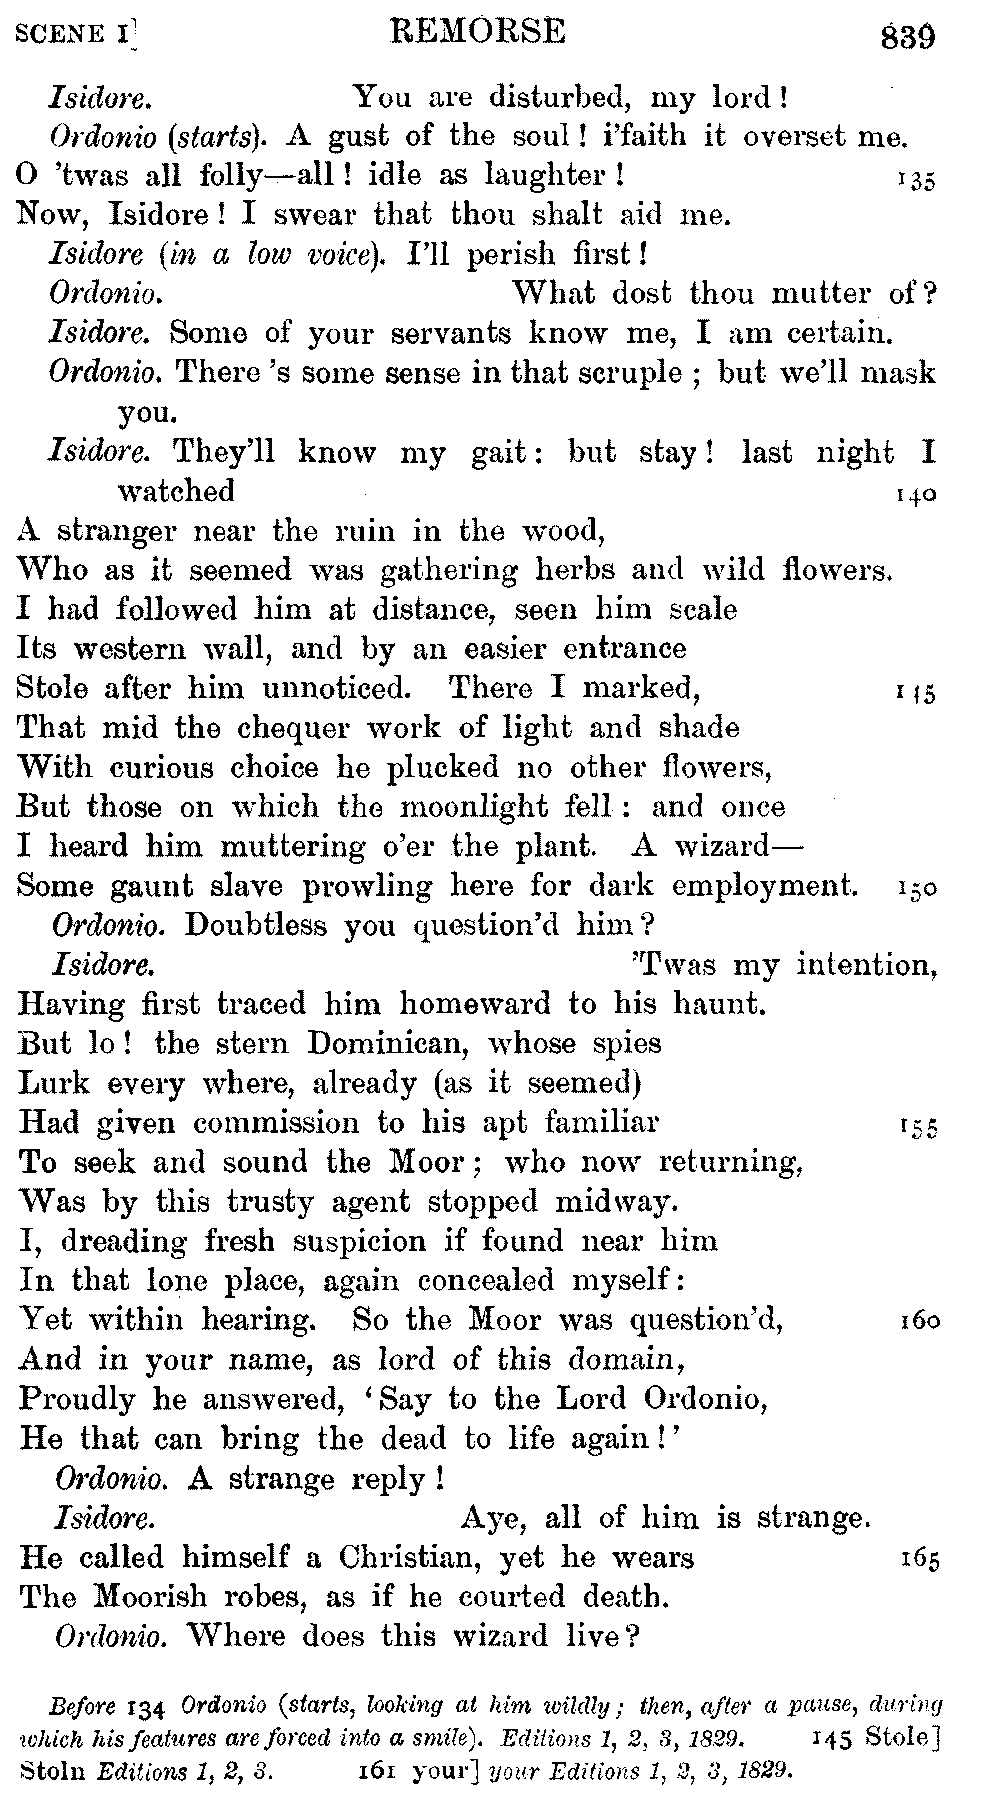 SCENE I] REMORSE 839
Isidore. You are disturbed, my lord!
Ordonio (starts). A gust of the soul! i'faith it overset me.
O 'twas all folly—all! idle as laughter! 135
Now, Isidore! I swear that thou shalt aid me.
Isidore (in a low voice). I'll perish first!
Ordonio. What dost thou mutter of?
Isidore. Some of your servants know me, I am certain.
Ordonio. There's some sense in that scruple; but we'll mask
you.
Isidore. They'll know my gait: but stay! last night I
watched 140
A stranger near the ruin in the wood,
Who as it seemed was gathering herbs and wild flowers.
I had followed him at distance, seen him scale
Its western wall, and by an easier entrance
Stole after him unnoticed. There I marked, 145
That mid the chequer work of light and shade
With curious choice he plucked no other flowers,
But those on which the moonlight fell: and once
I heard him muttering o'er the plant. A wizard—
Some gaunt slave prowling here for dark employment. 150
Ordonio. Doubtless you question'd him?
Isidore. 'Twas my intention,
Having first traced him homeward to his haunt.
But lo! the stern Dominican, whose spies
Lurk every where, already (as it seemed)
Had given commission to his apt familiar 155
To seek and sound the Moor; who now returning,
Was by this trusty agent stopped midway.
I, dreading fresh suspicion if found near him
In that lone place, again concealed myself:
Yet within hearing. So the Moor was question'd, 160
And in your name, as lord of this domain,
Proudly he answered, 'Say to the Lord Ordonio,
He that can bring the dead to life again!'
Ordonio. A strange reply!
Isidore. Aye, all of him is strange.
He called himself a Christian, yet he wears 165
The Moorish robes, as if he courted death.
Ordonio. Where does this wizard live?
Before 134 Ordonio (starts, looking at him wildly; then, after a pause, during
which his features are forced into a smile). Editions 1, 2, 3, 1829. 145 Stole]
Stoln Editions 1, 2, 3. 161 your] your Editions 1, 2, 3, 1829.